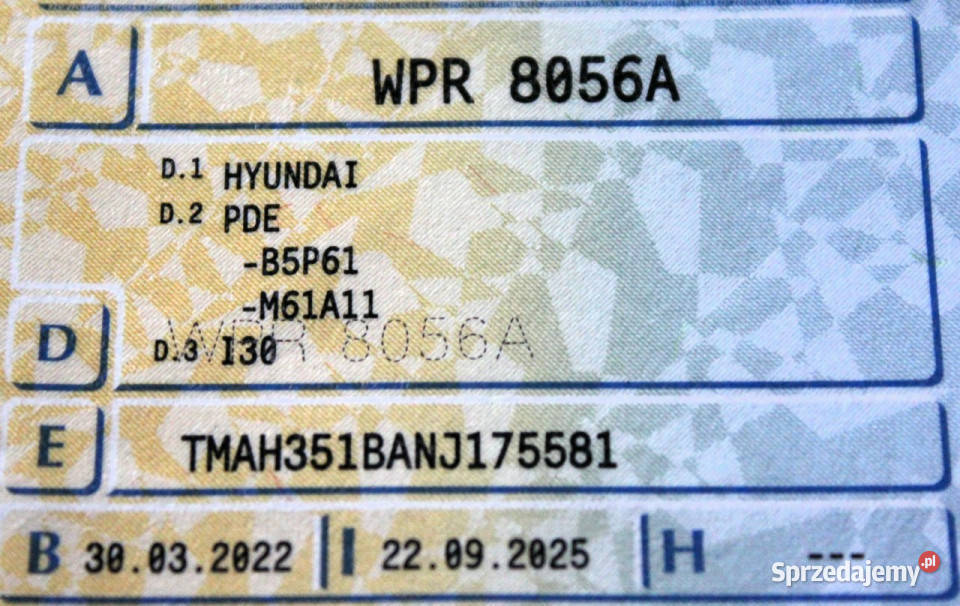 A WPR 8056A
D.1 HYUNDAI
D.2 PDE
-B5P61
-M61A11
WPR 8056A
D D.3 I30
E TMAH351BANJ175581
B 30.03.2022 I 22.09.2025 H ---
Sprzedajemy.pl